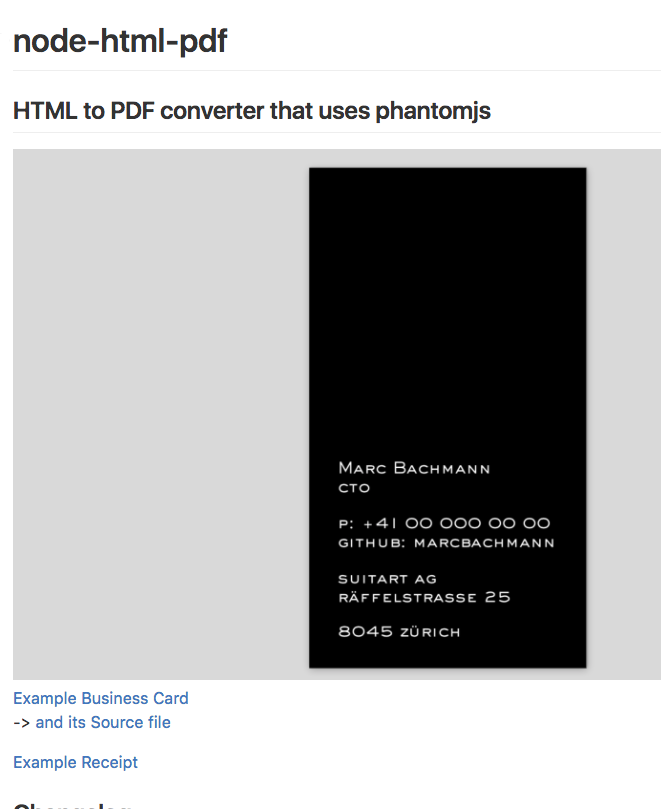 node-html-pdf
HTML to PDF converter that uses phantomjs
Marc Bachmann
CTO
P: +41 00 000 00 00
GITHUB: MARCBACHMANN
SUITART AG
RÄFFELSTRASSE 25
8045 ZÜRICH
Example Business Card
-> and its Source file
Example Receipt
Changelog